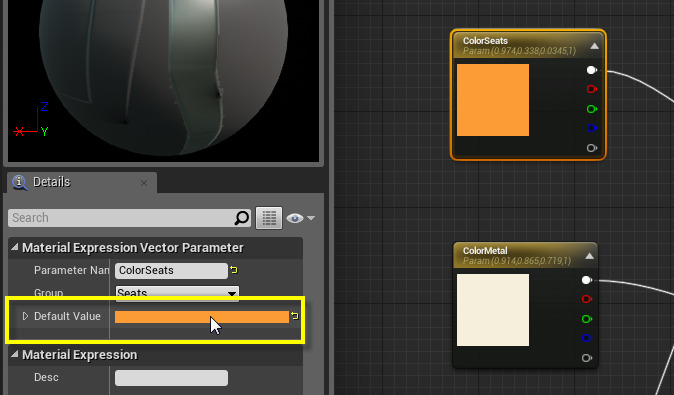 ColorSeats
Param (0.974,0.338,0.0345,1)
Z
X
Y
Details
Search
Material Expression Vector Parameter
Parameter Nan
ColorSeats
Group
Seats
Default Value
Material Expression
Desc
ColorMetal
Param (0.914,0.865,0.719,1)